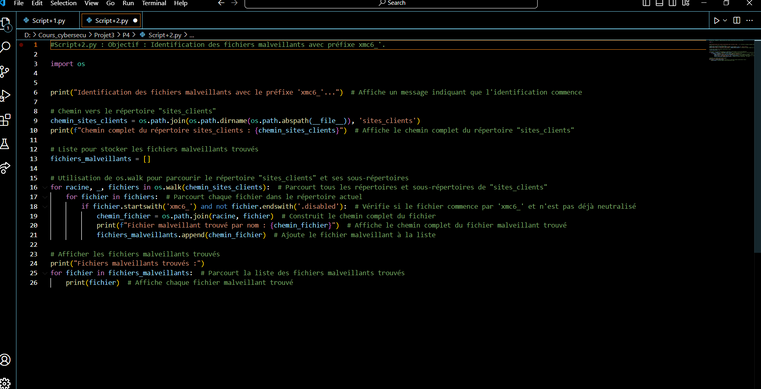 File Edit Selection View Go Run Terminal Help Search
Script+1.py Script+2.py
D: > Cours_cybersecu > Projet3 > P4 > Script+2.py > ...
1 #Script+2.py : Objectif : Identification des fichiers malveillants avec préfixe xmc6_`.
2
3 import os
4
5
6 print("Identification des fichiers malveillants avec le préfixe 'xmc6_'...") # Affiche un message indiquant que l'identification commence
7
8 # Chemin vers le répertoire "sites_clients"
9 chemin_sites_clients = os.path.join(os.path.dirname(os.path.abspath(__file__)), 'sites_clients')
10 print(f"Chemin complet du répertoire sites_clients : {chemin_sites_clients}") # Affiche le chemin complet du répertoire "sites_clients"
11
12 # Liste pour stocker les fichiers malveillants trouvés
13 fichiers_malveillants = []
14
15 # Utilisation de os.walk pour parcourir le répertoire "sites_clients" et ses sous-répertoires
16 for racine, _, fichiers in os.walk(chemin_sites_clients): # Parcourt tous les répertoires et sous-répertoires de "sites_clients"
17 for fichier in fichiers: # Parcourt chaque fichier dans le répertoire actuel
18 if fichier.startswith('xmc6_') and not fichier.endswith('.disabled'): # Vérifie si le fichier commence par 'xmc6_' et n'est pas déjà neutralisé
19 chemin_fichier = os.path.join(racine, fichier) # Construit le chemin complet du fichier
20 print(f"Fichier malveillant trouvé par nom : {chemin_fichier}") # Affiche le chemin complet du fichier malveillant trouvé
21 fichiers_malveillants.append(chemin_fichier) # Ajoute le fichier malveillant à la liste
22
23 # Afficher les fichiers malveillants trouvés
24 print("Fichiers malveillants trouvés :")
25 for fichier in fichiers_malveillants: # Parcourt la liste des fichiers malveillants trouvés
26 print(fichier) # Affiche chaque fichier malveillant trouvé